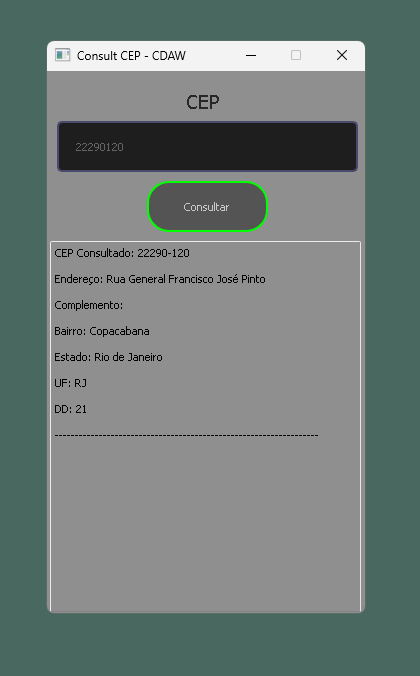 Consult CEP - CDAW
CEP
22290120
Consultar
CEP Consultado: 22290-120
Endereço: Rua General Francisco José Pinto
Complemento:
Bairro: Copacabana
Estado: Rio de Janeiro
UF: RJ
DD: 21
------------------------------------------------------------------